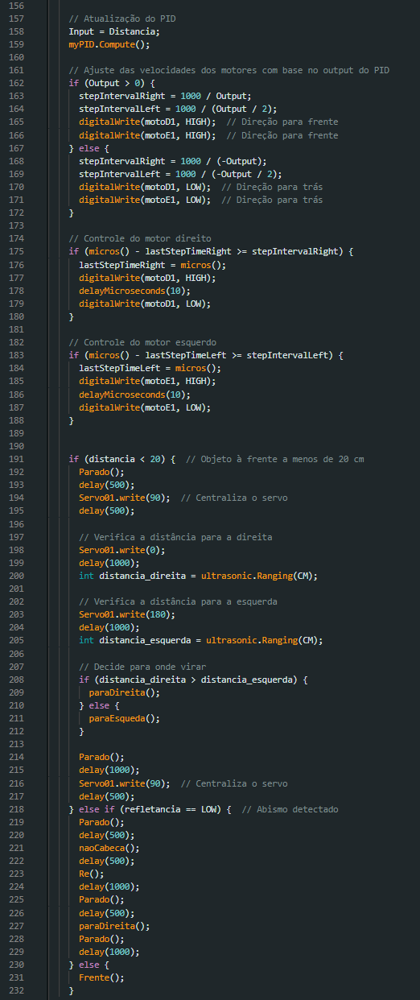 156
157 // Atualização do PID
158 Input = Distancia;
159 myPID.Compute();
160
161 // Ajuste das velocidades dos motores com base no output do PID
162 if (Output > 0) {
163 stepIntervalRight = 1000 / Output;
164 stepIntervalLeft = 1000 / (Output / 2);
165 digitalWrite(motoD1, HIGH); // Direção para frente
166 digitalWrite(motoE1, HIGH); // Direção para frente
167 } else {
168 stepIntervalRight = 1000 / (-Output);
169 stepIntervalLeft = 1000 / (-Output / 2);
170 digitalWrite(motoD1, LOW); // Direção para trás
171 digitalWrite(motoE1, LOW); // Direção para trás
172 }
173
174 // Controle do motor direito
175 if (micros() - lastStepTimeRight >= stepIntervalRight) {
176 lastStepTimeRight = micros();
177 digitalWrite(motoD1, HIGH);
178 delayMicroseconds(10);
179 digitalWrite(motoD1, LOW);
180 }
181
182 // Controle do motor esquerdo
183 if (micros() - lastStepTimeLeft >= stepIntervalLeft) {
184 lastStepTimeLeft = micros();
185 digitalWrite(motoE1, HIGH);
186 delayMicroseconds(10);
187 digitalWrite(motoE1, LOW);
188 }
189
190
191 if (distancia < 20) { // Objeto à frente a menos de 20 cm
192 Parado();
193 delay(500);
194 Servo01.write(90); // Centraliza o servo
195 delay(500);
196
197 // Verifica a distância para a direita
198 Servo01.write(0);
199 delay(1000);
200 int distancia_direita = ultrasonic.Ranging(CM);
201
202 // Verifica a distância para a esquerda
203 Servo01.write(180);
204 delay(1000);
205 int distancia_esquerda = ultrasonic.Ranging(CM);
206
207 // Decide para onde virar
208 if (distancia_direita > distancia_esquerda) {
209 paraDireita();
210 } else {
211 paraEsqueda();
212 }
213
214 Parado();
215 delay(1000);
216 Servo01.write(90); // Centraliza o servo
217 delay(500);
218 } else if (refletancia == LOW) { // Abismo detectado
219 Parado();
220 delay(500);
221 naoCabeca();
222 delay(500);
223 Re();
224 delay(1000);
225 Parado();
226 delay(500);
227 paraDireita();
228 Parado();
229 delay(1000);
230 } else {
231 Frente();
232 }